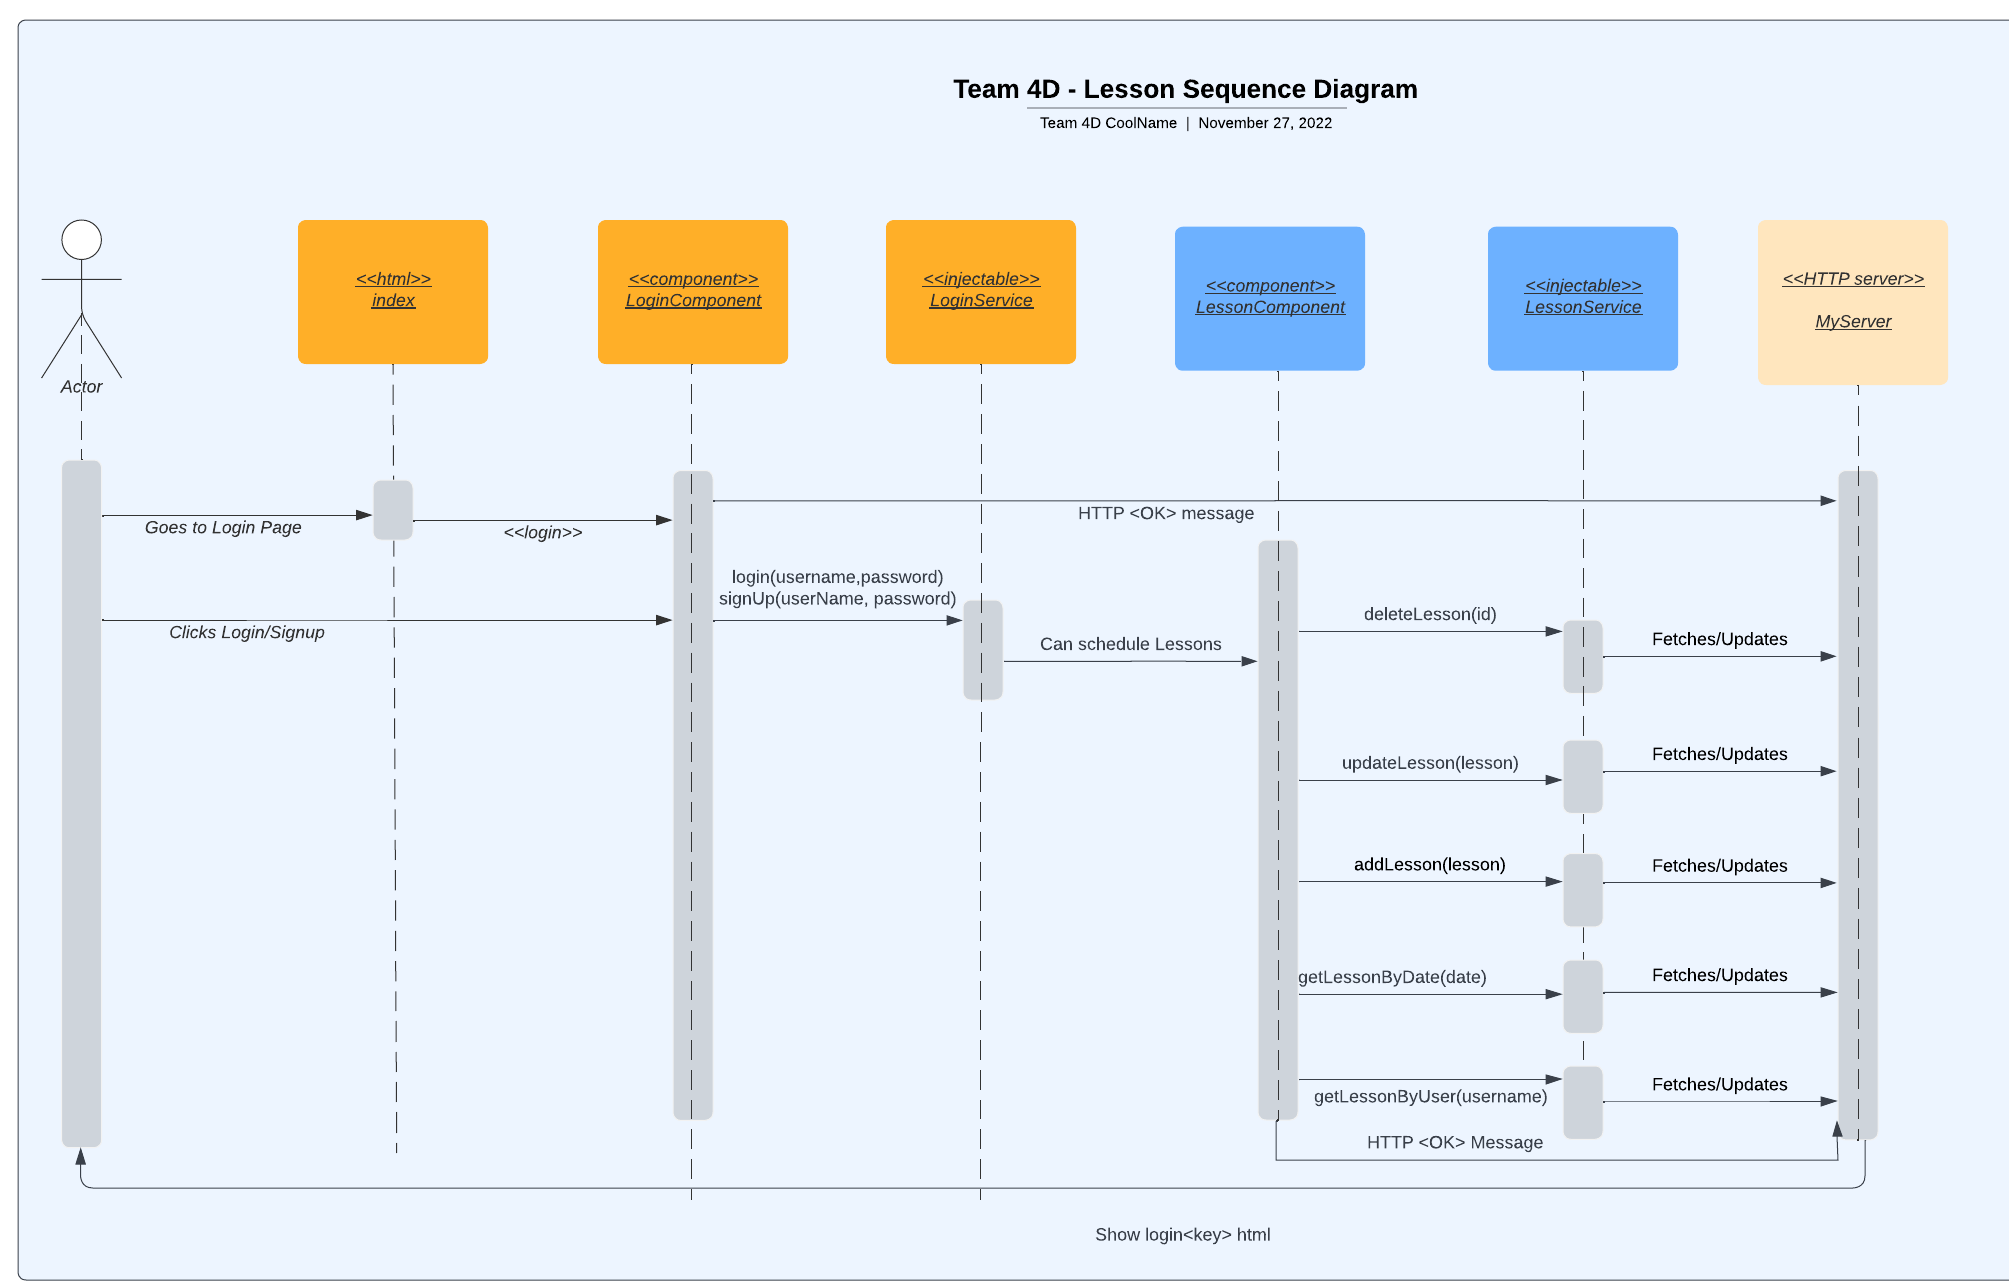 Team 4D - Lesson Sequence Diagram
Team 4D CoolName | November 27, 2022
Actor
<<html>>
index
<<component>>
LoginComponent
<<injectable>>
LoginService
<<component>>
LessonComponent
<<injectable>>
LessonService
<<HTTP server>>
MyServer
Goes to Login Page
<<login>>
HTTP <OK> message
login(username,password)
signUp(userName, password)
Clicks Login/Signup
Can schedule Lessons
deleteLesson(id)
Fetches/Updates
updateLesson(lesson)
Fetches/Updates
addLesson(lesson)
Fetches/Updates
getLessonByDate(date)
Fetches/Updates
getLessonByUser(username)
Fetches/Updates
HTTP <OK> Message
Show login<key> html